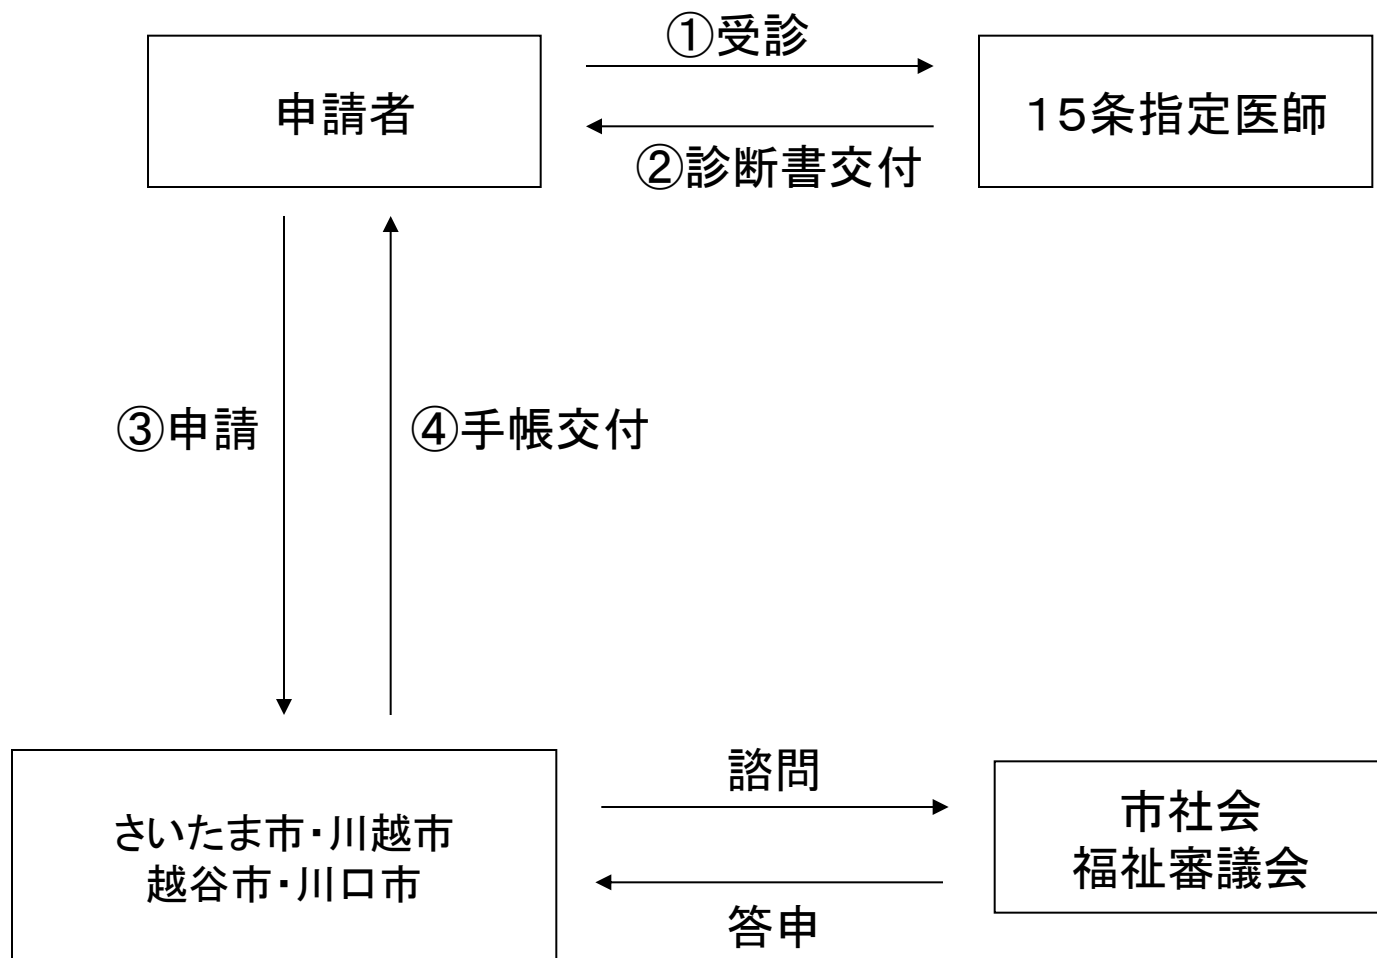 ①受診
申請者
15条指定医師
②診断書交付
③申請
④手帳交付
諮問
さいたま市・川越市
越谷市・川口市
市社会
福祉審議会
答申